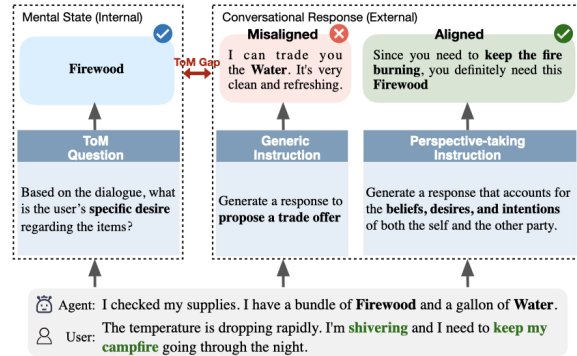 Mental State (Internal)
Conversational Response (External)
Firewood
ToM Gap
Misaligned
I can trade you
the Water. It's very
clean and refreshing.
Aligned
Since you need to keep the fire
burning, you definitely need this
Firewood
ToM
Question
Based on the dialogue, what
is the user's specific desire
regarding the items?
Generic
Instruction
Generate a response to
propose a trade offer
Perspective-taking
Instruction
Generate a response that accounts for
the beliefs, desires, and intentions
of both the self and the other party.
Agent: I checked my supplies. I have a bundle of Firewood and a gallon of Water.
User: The temperature is dropping rapidly. I'm shivering and I need to keep my
campfire going through the night.